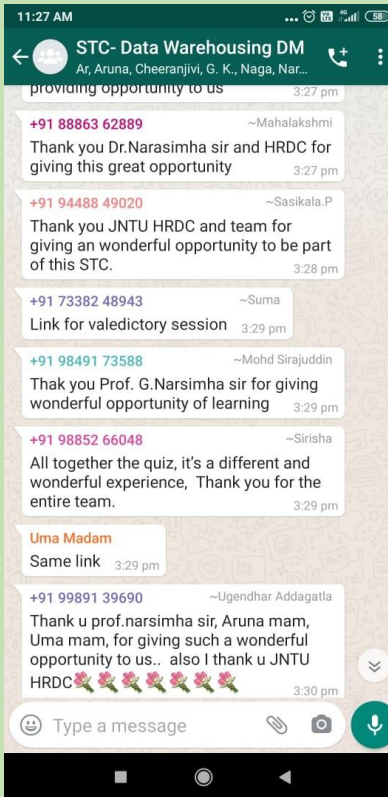 11:27 AM
... 4G 58
STC- Data Warehousing DM
Ar, Aruna, Cheeranjivi, G. K., Naga, Nar...
providing opportunity to us 3:27 pm
+91 88863 62889 ~Mahalakshmi
Thank you Dr.Narasimha sir and HRDC for
giving this great opportunity 3:27 pm
+91 94488 49020 ~Sasikala.P
Thank you JNTU HRDC and team for
giving an wonderful opportunity to be part
of this STC. 3:28 pm
+91 73382 48943 ~Suma
Link for valedictory session 3:29 pm
+91 98491 73588 ~Mohd Sirajuddin
Thak you Prof. G.Narsimha sir for giving
wonderful opportunity of learning 3:29 pm
+91 98852 66048 ~Sirisha
All together the quiz, it's a different and
wonderful experience, Thank you for the
entire team. 3:29 pm
Uma Madam
Same link 3:29 pm
+91 99891 39690 ~Ugendhar Addagatla
Thank u prof.narsimha sir, Aruna mam,
Uma mam, for giving such a wonderful
opportunity to us.. also I thank u JNTU
HRDC💐💐💐💐💐💐💐 3:30 pm
Type a message